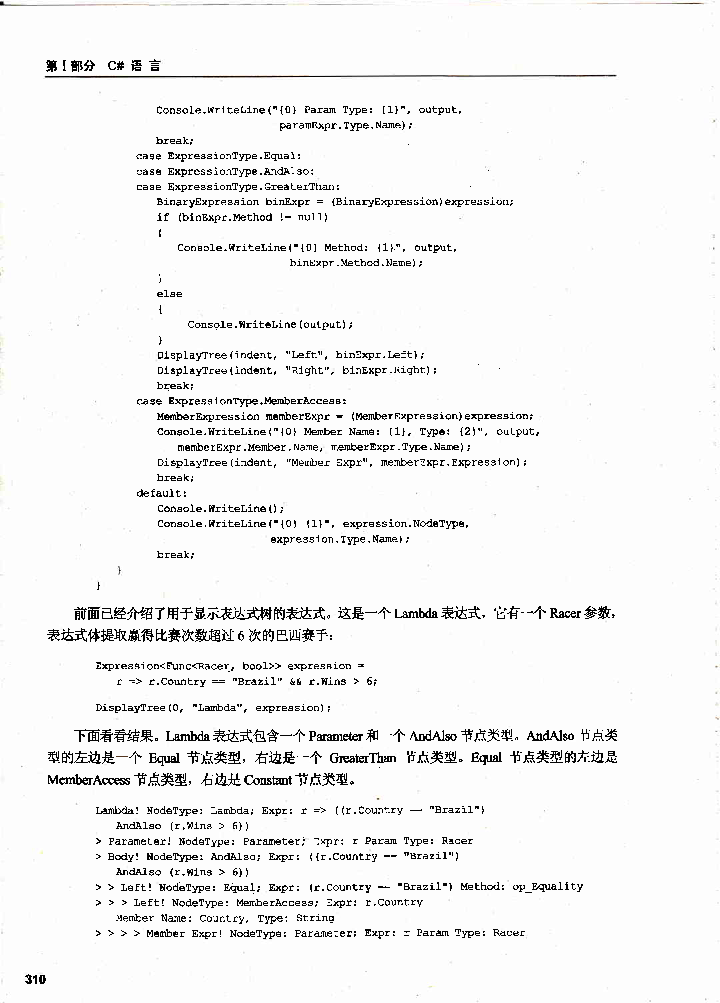 第 I 部分 C# 语 言
Console.WriteLine("{0} Param Type: {1}", output,
paramExpr.Type.Name);
break;
case ExpressionType.Equal:
case ExpressionType.AndAlso:
case ExpressionType.GreaterThan:
BinaryExpression binExpr = (BinaryExpression)expression;
if (binExpr.Method != null)
{
Console.WriteLine("{0} Method: {1}", output,
binExpr.Method.Name);
}
else
{
Console.WriteLine(output);
}
DisplayTree(indent, "Left", binExpr.Left);
DisplayTree(indent, "Right", binExpr.Right);
break;
case ExpressionType.MemberAccess:
MemberExpression memberExpr = (MemberExpression)expression;
Console.WriteLine("{0} Member Name: {1}, Type: {2}", output,
memberExpr.Member.Name, memberExpr.Type.Name);
DisplayTree(indent, "Member Expr", memberExpr.Expression);
break;
default:
Console.WriteLine();
Console.WriteLine("{0} {1}", expression.NodeType,
expression.Type.Name);
break;
}
}
前面已经介绍了用于显示表达式树的表达式。这是一个 Lambda 表达式，它有一个 Racer 参数，
表达式体提取赢得比赛次数超过 6 次的巴西赛手：
Expression<Func<Racer, bool>> expression =
r => r.Country == "Brazil" && r.Wins > 6;
DisplayTree(0, "Lambda", expression);
下面看看结果。Lambda 表达式包含一个 Parameter 和一个 AndAlso 节点类型。AndAlso 节点类
型的左边是一个 Equal 节点类型，右边是一个 GreaterThan 节点类型。Equal 节点类型的左边是
MemberAccess 节点类型，右边是 Constant 节点类型。
Lambda! NodeType: Lambda; Expr: r => ((r.Country == "Brazil")
AndAlso (r.Wins > 6))
> Parameter! NodeType: Parameter; Expr: r Param Type: Racer
> Body! NodeType: AndAlso; Expr: ((r.Country == "Brazil")
AndAlso (r.Wins > 6))
> > Left! NodeType: Equal; Expr: (r.Country == "Brazil") Method: op_Equality
> > > Left! NodeType: MemberAccess; Expr: r.Country
Member Name: Country, Type: String
> > > > Member Expr! NodeType: Parameter; Expr: r Param Type: Racer
310